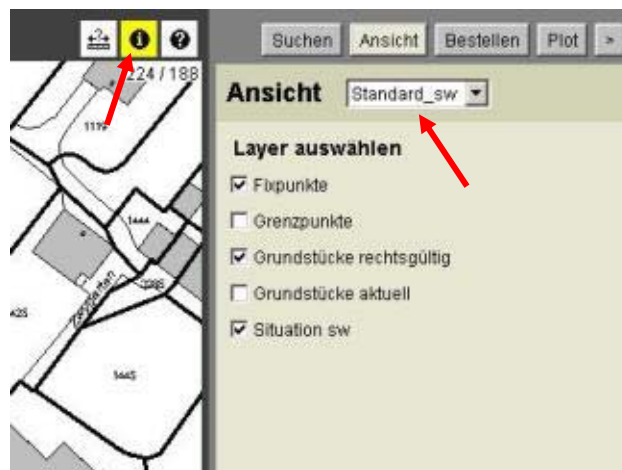 Suchen Ansicht Bestellen Plot >
224 / 188
Ansicht Standard_sw
Layer auswählen
Fixpunkte
Grenzpunkte
Grundstücke rechtsgültig
Grundstücke aktuell
Situation sw
1444
1445